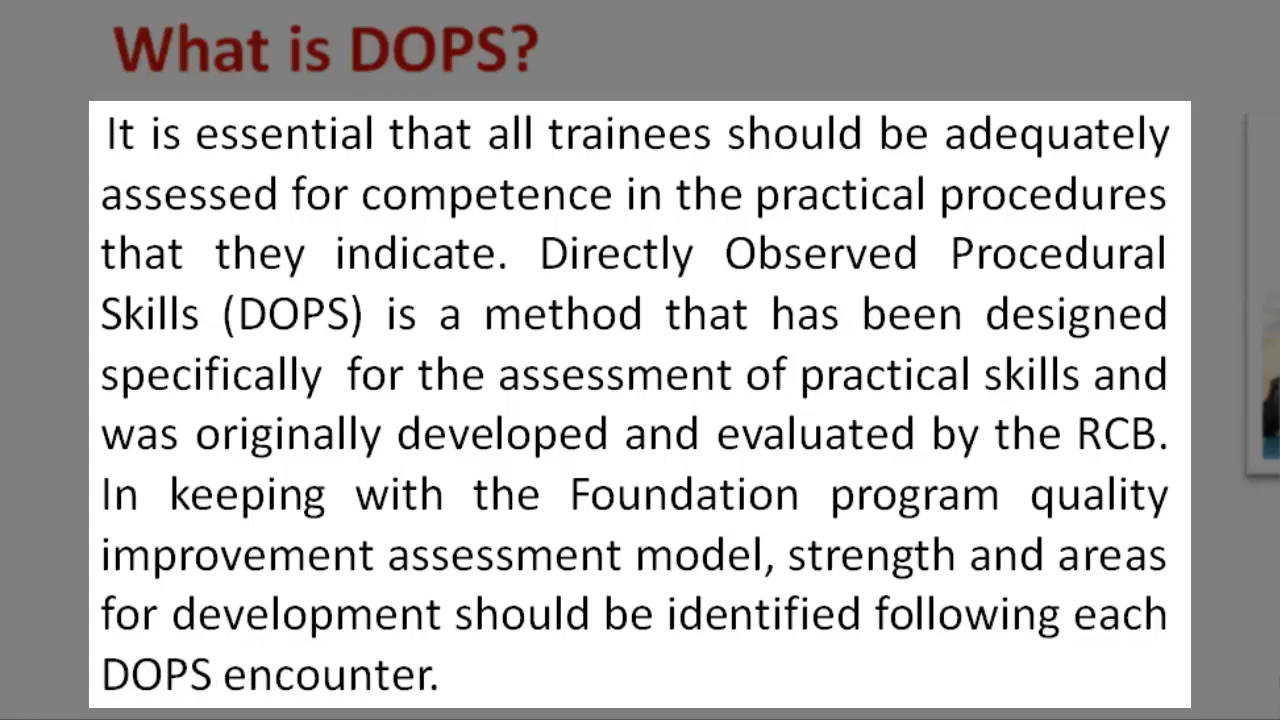 What is DOPS?
It is essential that all trainees should be adequately
assessed for competence in the practical procedures
that they indicate. Directly Observed Procedural
Skills (DOPS) is a method that has been designed
specifically for the assessment of practical skills and
was originally developed and evaluated by the RCB.
In keeping with the Foundation program quality
improvement assessment model, strength and areas
for development should be identified following each
DOPS encounter.